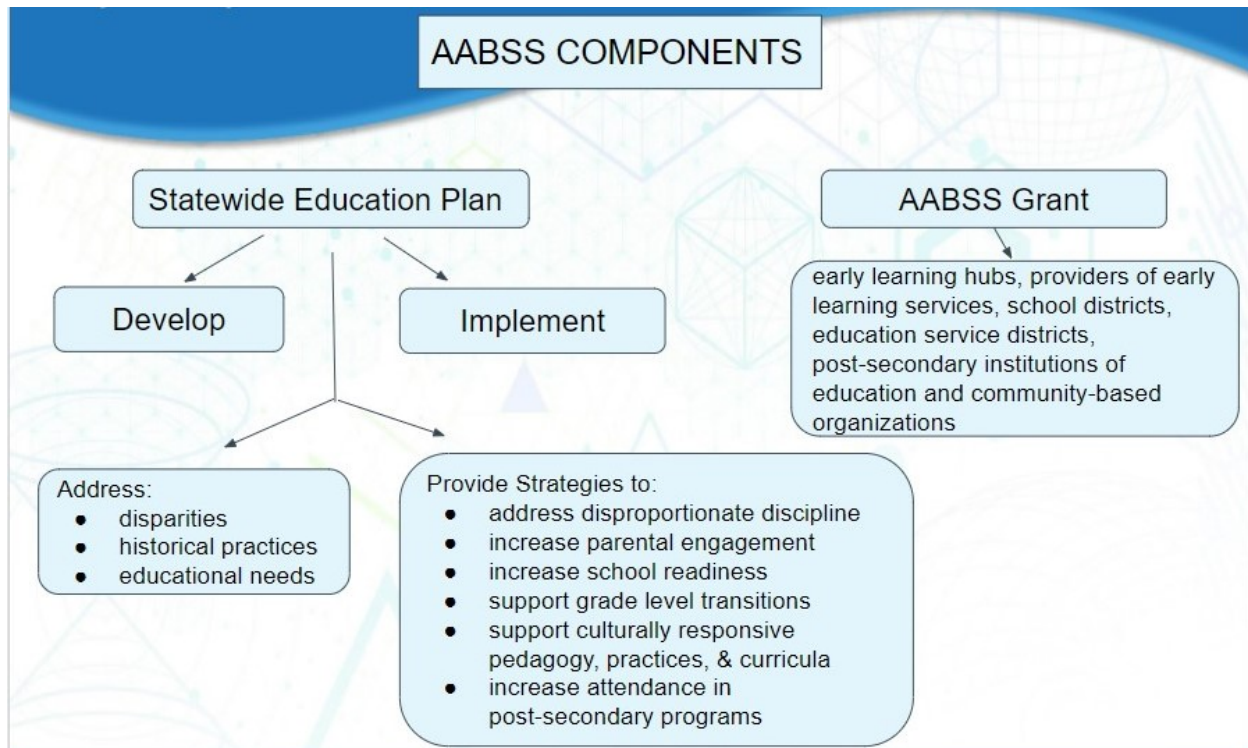 AABSS COMPONENTS
Statewide Education Plan
Develop
Implement
Address:
● disparities
● historical practices
● educational needs
Provide Strategies to:
● address disproportionate discipline
● increase parental engagement
● increase school readiness
● support grade level transitions
● support culturally responsive
pedagogy, practices, & curricula
● increase attendance in
post-secondary programs
AABSS Grant
early learning hubs, providers of early
learning services, school districts,
education service districts,
post-secondary institutions of
education and community-based
organizations